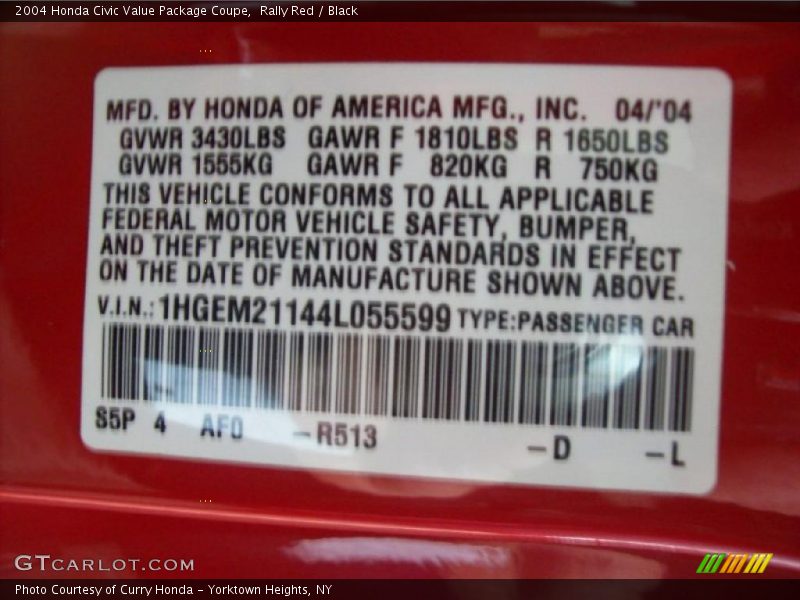 2004 Honda Civic Value Package Coupe,  Rally Red / Black
MFD. BY HONDA OF AMERICA MFG., INC. 04/'04
GVWR 3430LBS GAWR F 1810LBS R 1650LBS
GVWR 1555KG GAWR F 820KG R 750KG
THIS VEHICLE CONFORMS TO ALL APPLICABLE
FEDERAL MOTOR VEHICLE SAFETY, BUMPER,
AND THEFT PREVENTION STANDARDS IN EFFECT
ON THE DATE OF MANUFACTURE SHOWN ABOVE.
V.I.N.: 1HGEM21144L055599 TYPE:PASSENGER CAR
S5P 4 AF0 –R513 –D –L
GTCARLOT.COM
Photo Courtesy of Curry Honda - Yorktown Heights, NY